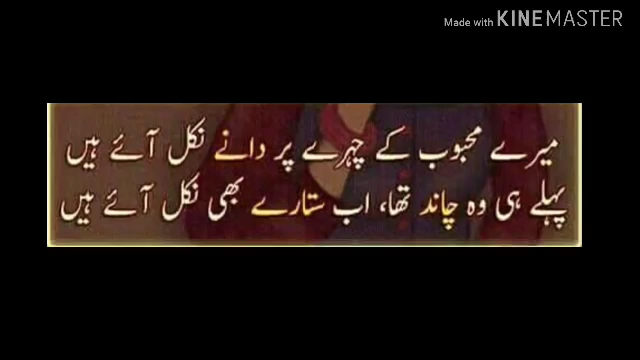 Made with KINEMASTER
میرے محبوب کے چہرے پر دانے نکل آئے ہیں
پہلے ہی وہ چاند تھا، اب ستارے بھی نکل آئے ہیں